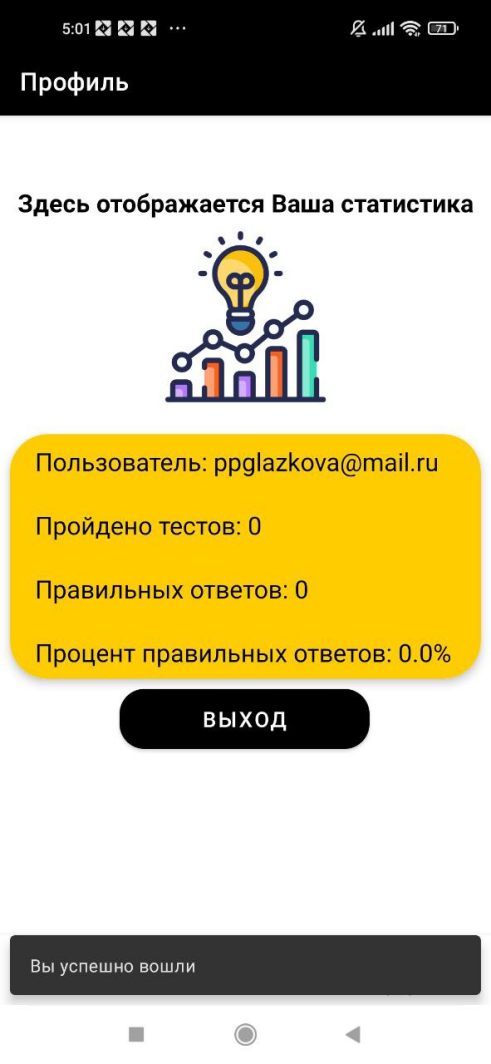 5:01 ... 71
Профиль
Здесь отображается Ваша статистика
Пользователь: ppglazkova@mail.ru
Пройдено тестов: 0
Правильных ответов: 0
Процент правильных ответов: 0.0%
ВЫХОД
Вы успешно вошли